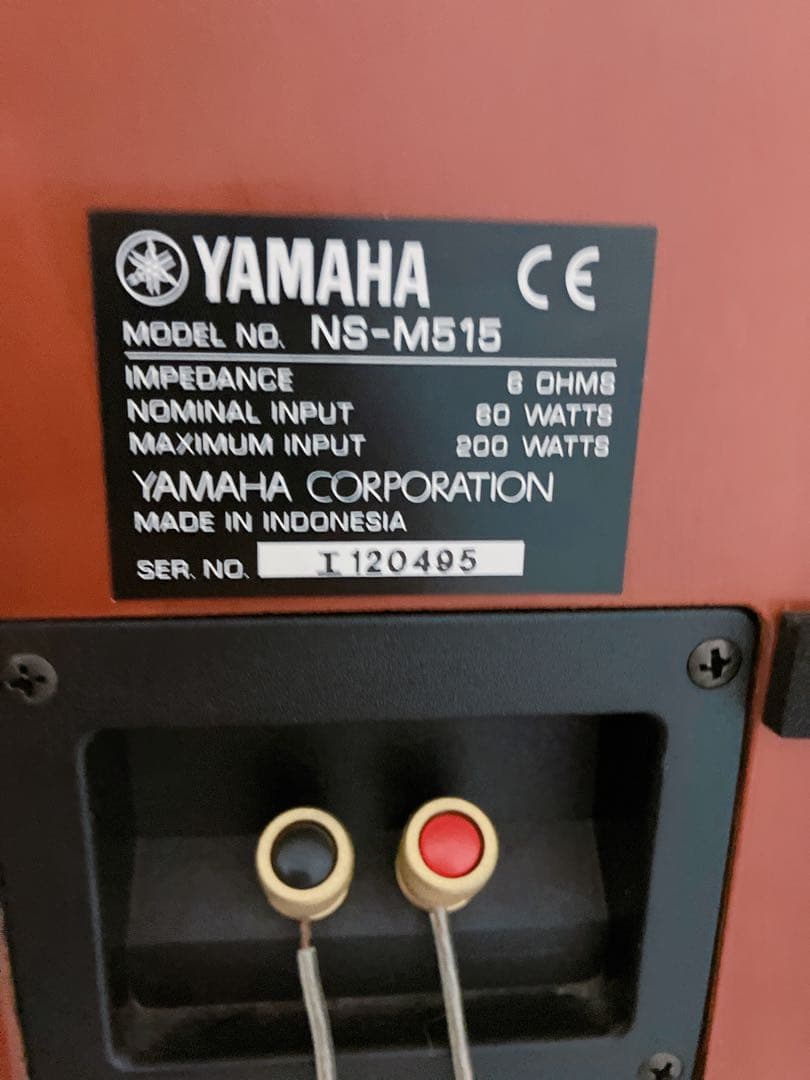 YAMAHA CE
MODEL NO. NS-M515
IMPEDANCE 6 OHMS
NOMINAL INPUT 60 WATTS
MAXIMUM INPUT 200 WATTS
YAMAHA CORPORATION
MADE IN INDONESIA
SER. NO. I120495